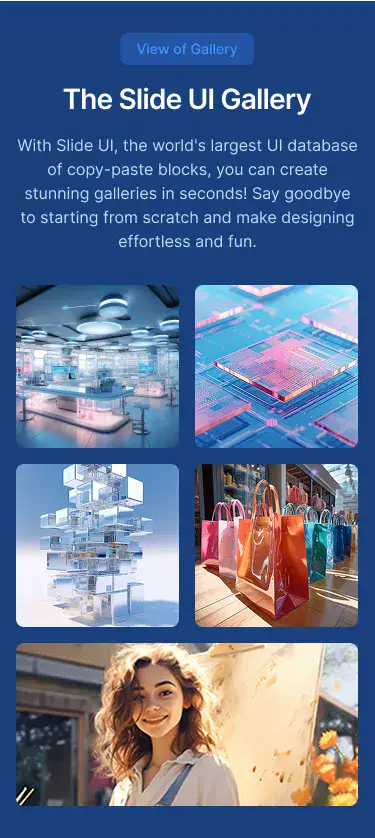 View of Gallery
The Slide UI Gallery
With Slide UI, the world's largest UI database
of copy-paste blocks, you can create
stunning galleries in seconds! Say goodbye
to starting from scratch and make designing
effortless and fun.